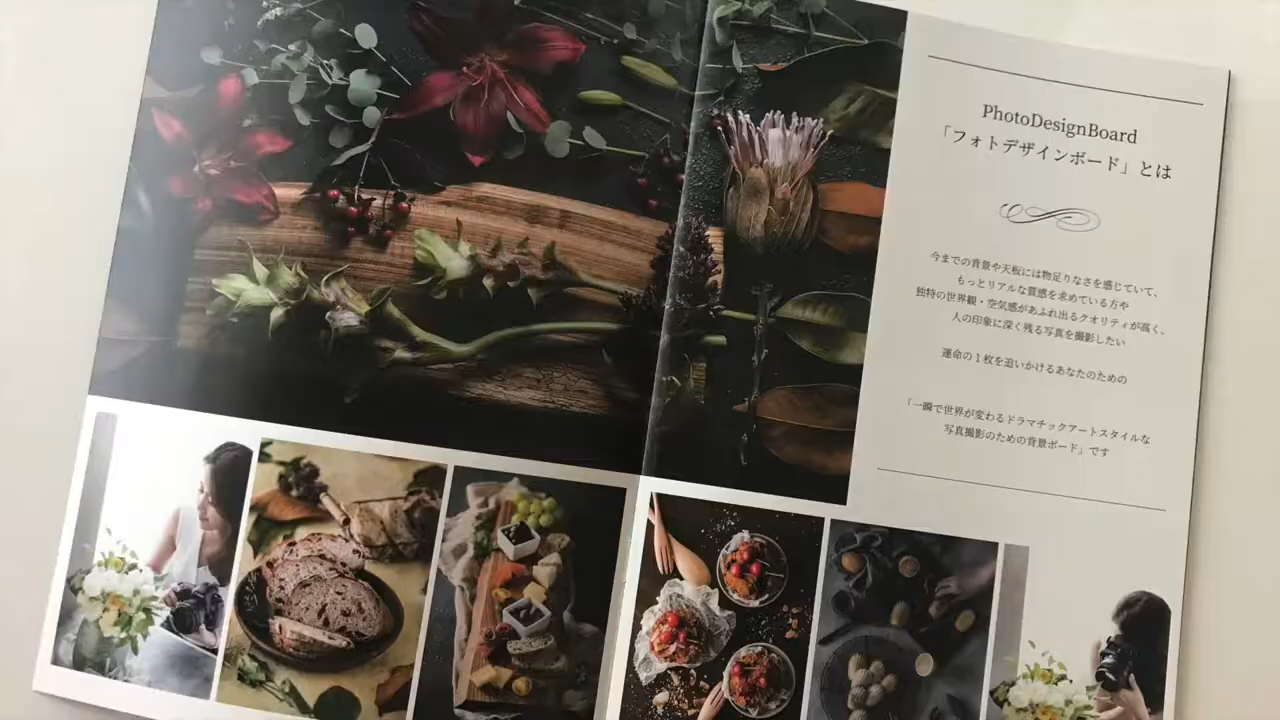 PhotoDesignBoard
「フォトデザインボード」とは
今までの背景や天板には物足りなさを感じていて、
もっとリアルな質感を求めている方や
独特の世界観・空気感があふれ出るクオリティが高く、
人の印象に深く残る写真を撮影したい
運命の1枚を追いかけるあなたのための
「一瞬で世界が変わるドラマチックアートスタイルな
写真撮影のための背景ボード」です